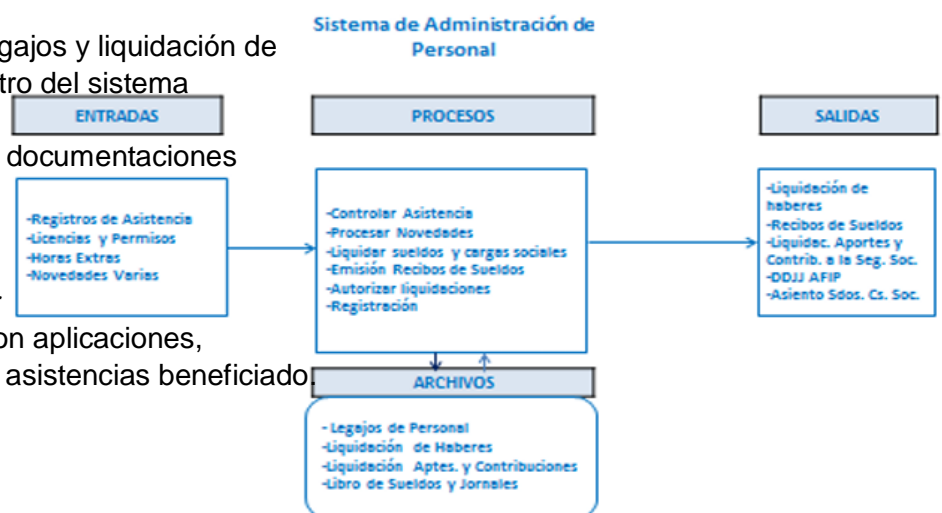 Sistema de Administración de
Personal
gajos y liquidación de
tro del sistema
documentaciones
.
on aplicaciones,
asistencias beneficiado.
ENTRADAS
-Registros de Asistencia
-Licencias y Permisos
-Horas Extras
-Novedades Varias
PROCESOS
-Controlar Asistencia
-Procesar Novedades
-Liquidar sueldos y cargas sociales
-Emisión Recibos de Sueldos
-Autorizar liquidaciones
-Registración
SALIDAS
-Liquidación de
haberes
-Recibos de Sueldos
-Liquidac. Aportes y
Contrib. a la Seg. Soc.
-DDJJ AFIP
-Asiento Sdos. Cs. Soc.
ARCHIVOS
- Legajos de Personal
-Liquidación de Haberes
-Liquidación Aptes. y Contribuciones
-Libro de Sueldos y Jornales